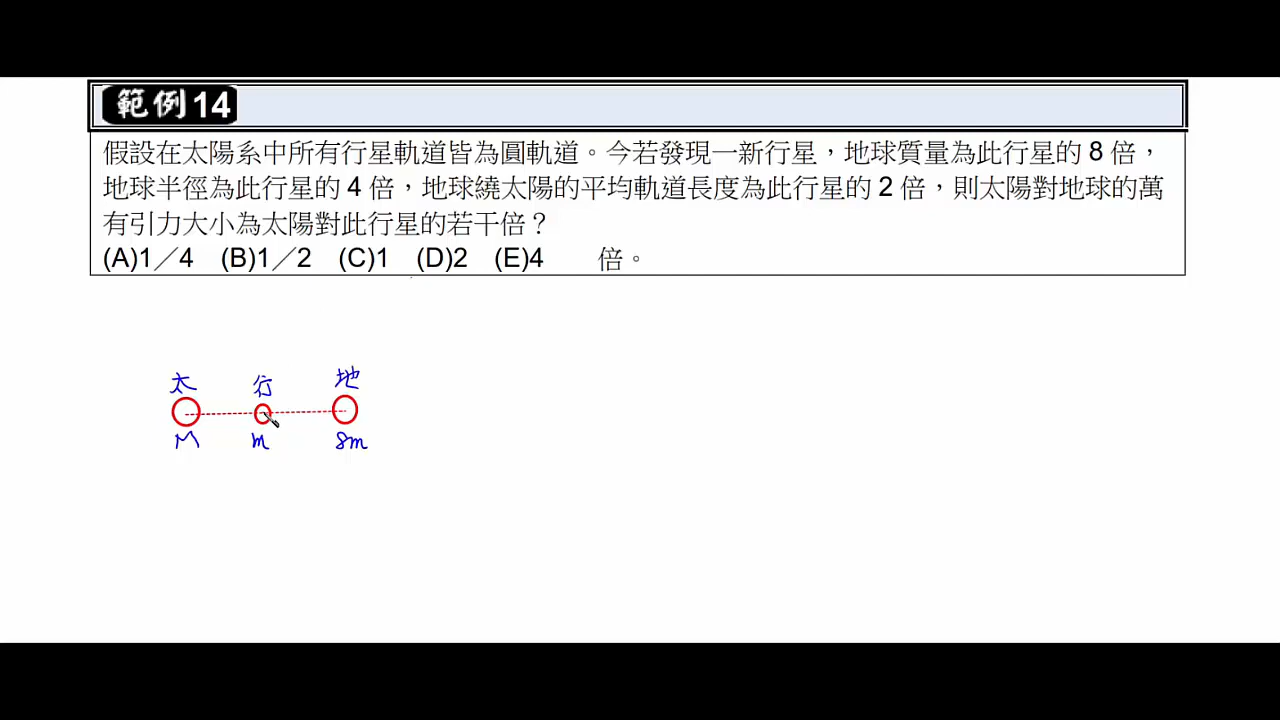 範例14
假設在太陽系中所有行星軌道皆為圓軌道。今若發現一新行星，地球質量為此行星的 8 倍，
地球半徑為此行星的 4 倍，地球繞太陽的平均軌道長度為此行星的 2 倍，則太陽對地球的萬
有引力大小為太陽對此行星的若干倍？
(A)1／4 (B)1／2 (C)1 (D)2 (E)4 倍。
太 行 地
M m 8m